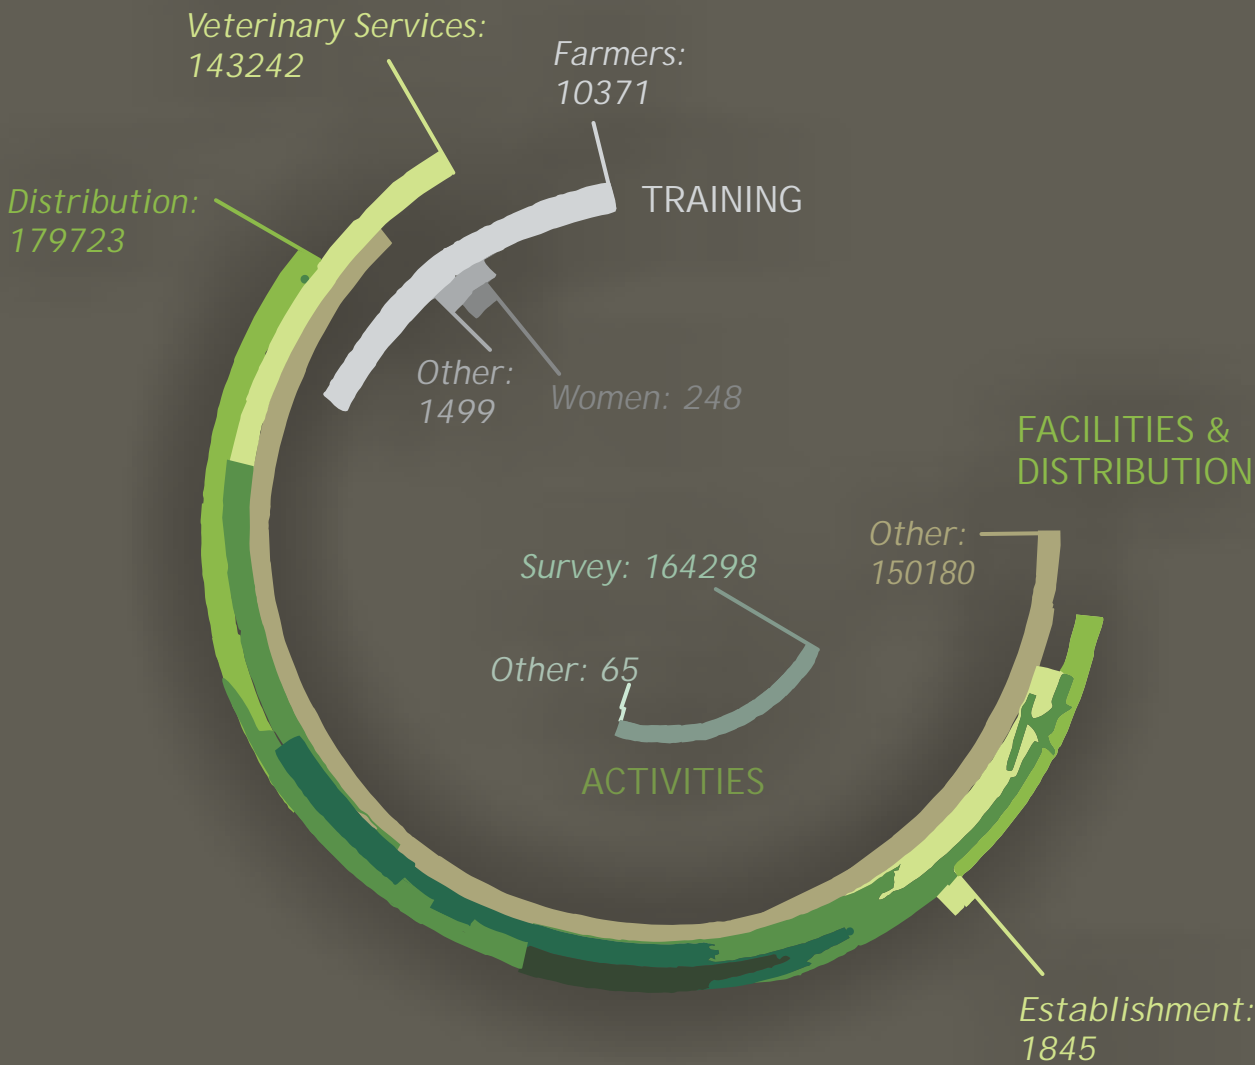 Veterinary Services:
143242
Farmers:
10371
Distribution:
179723
TRAINING
Other:
1499
Women: 248
FACILITIES &
DISTRIBUTION
Other:
150180
Survey: 164298
Other: 65
ACTIVITIES
Establishment:
1845